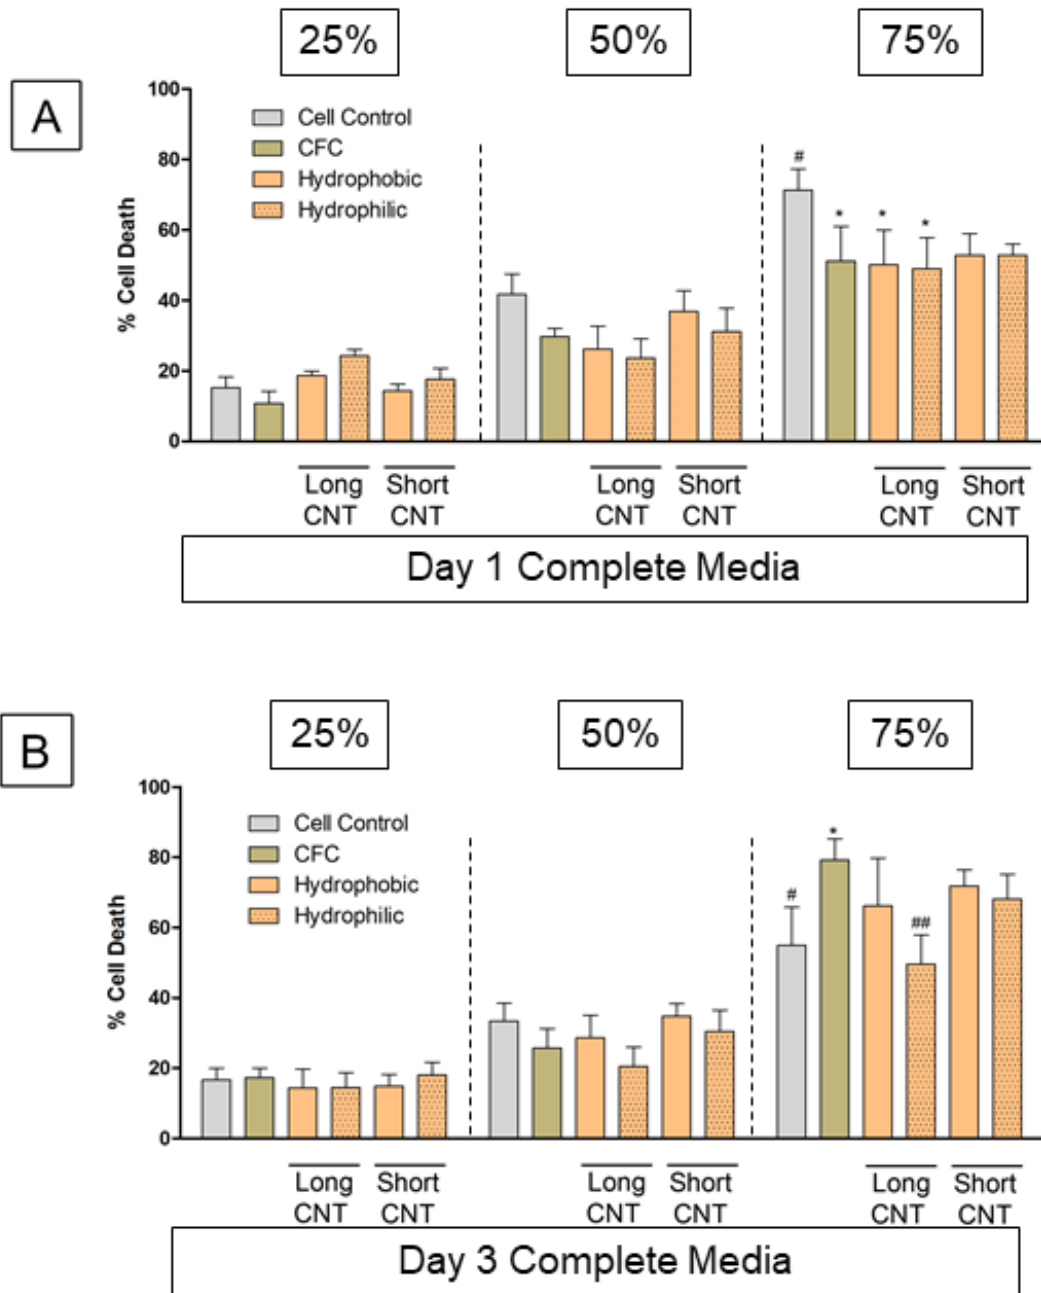 25% 50% 75%
A
100
80
60
40
20
0
% Cell Death
Cell Control
CFC
Hydrophobic
Hydrophilic
#
* * *
Long Short Long Short Long Short
CNT CNT CNT CNT CNT CNT
Day 1 Complete Media
25% 50% 75%
B
100
80
60
40
20
0
% Cell Death
Cell Control
CFC
Hydrophobic
Hydrophilic
*
# ##
Long Short Long Short Long Short
CNT CNT CNT CNT CNT CNT
Day 3 Complete Media